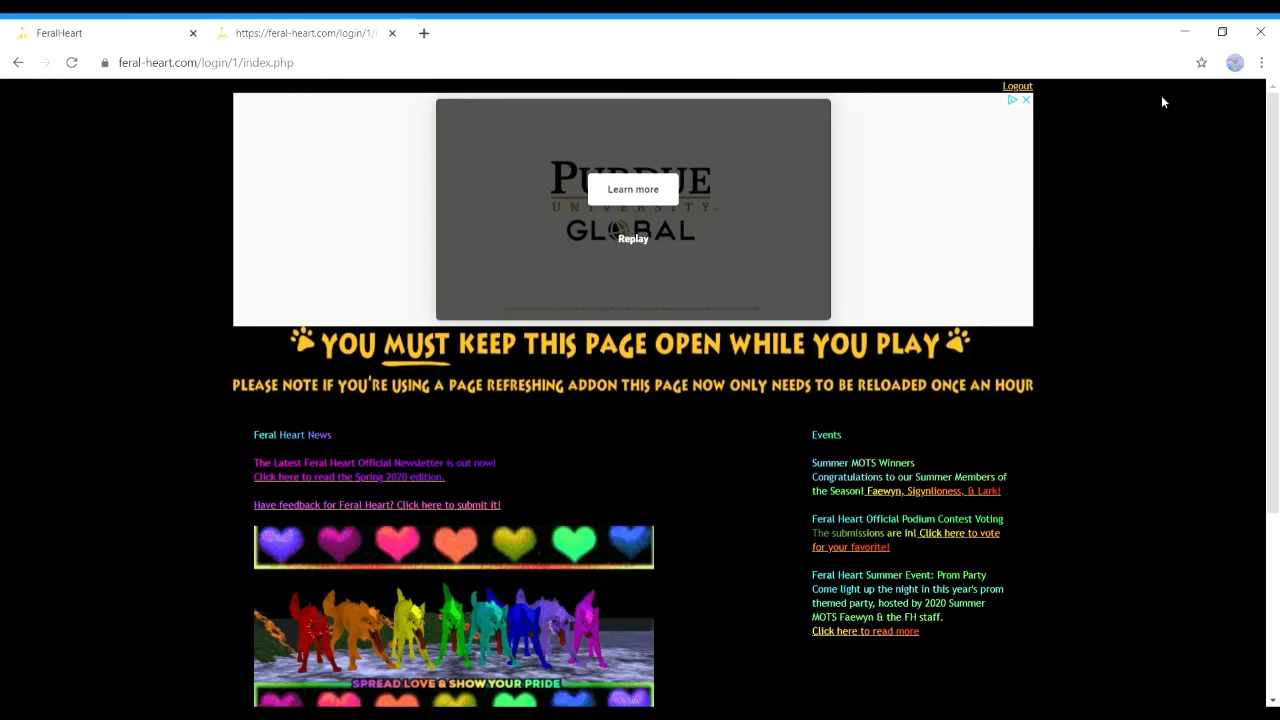 FeralHeart
https://feral-heart.com/login/1/i
feral-heart.com/login/1/index.php
Logout
PURDUE
UNIVERSITY
GLOBAL
Learn more
Replay
YOU MUST KEEP THIS PAGE OPEN WHILE YOU PLAY
PLEASE NOTE IF YOU'RE USING A PAGE REFRESHING ADDON THIS PAGE NOW ONLY NEEDS TO BE RELOADED ONCE AN HOUR
Feral Heart News
The Latest Feral Heart Official Newsletter is out now!
Click here to read the Spring 2020 edition.
Have feedback for Feral Heart? Click here to submit it!
SPREAD LOVE & SHOW YOUR PRIDE
Events
Summer MOTS Winners
Congratulations to our Summer Members of
the Season! Faewyn, Sigynlioness, & Lark!
Feral Heart Official Podium Contest Voting
The submissions are in! Click here to vote
for your favorite!
Feral Heart Summer Event: Prom Party
Come light up the night in this year's prom
themed party, hosted by 2020 Summer
MOTS Faewyn & the FH staff.
Click here to read more